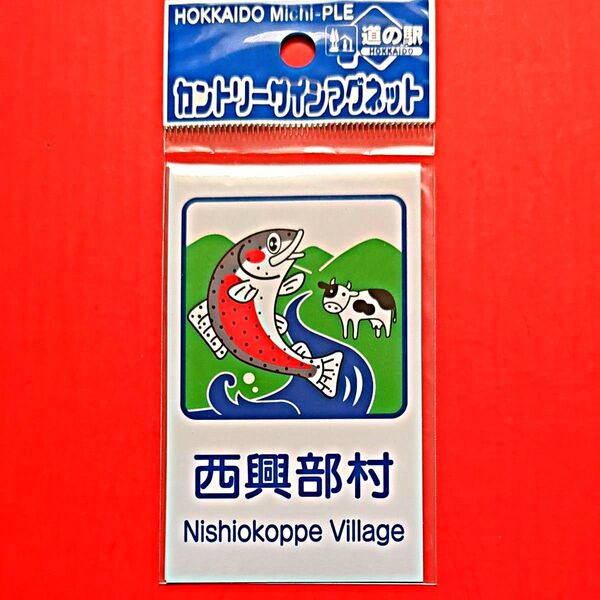 HOKKAIDO Michi-PLE
道の駅
HOKKAIDO
カントリーサインマグネット
西興部村
Nishiokoppe Village